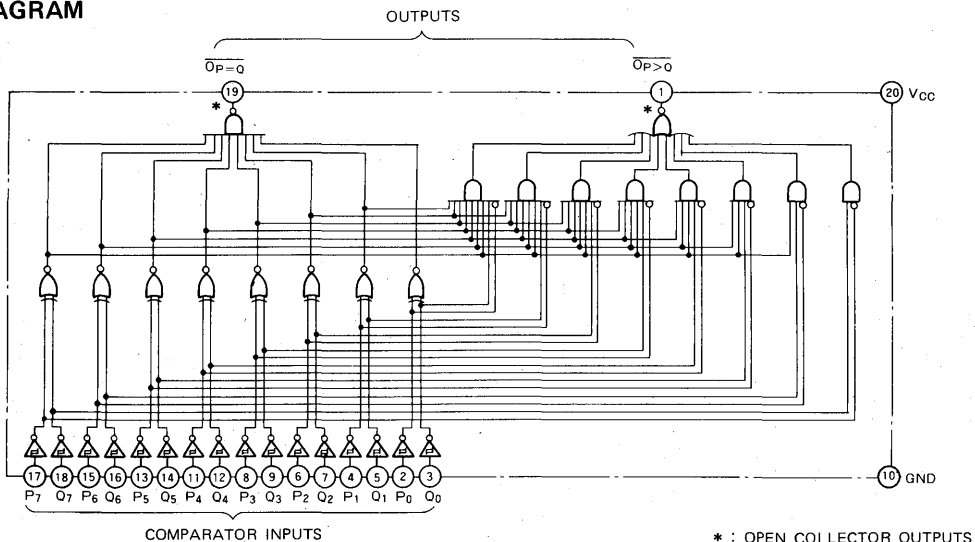 AGRAM
OUTPUTS
OP=Q
OP>Q
19
1
20 VCC
*
*
17 18 15 16 13 14 11 12 8 9 6 7 4 5 2 3 10 GND
P7 Q7 P6 Q6 P5 Q5 P4 Q4 P3 Q3 P2 Q2 P1 Q1 P0 Q0
COMPARATOR INPUTS
* : OPEN COLLECTOR OUTPUTS